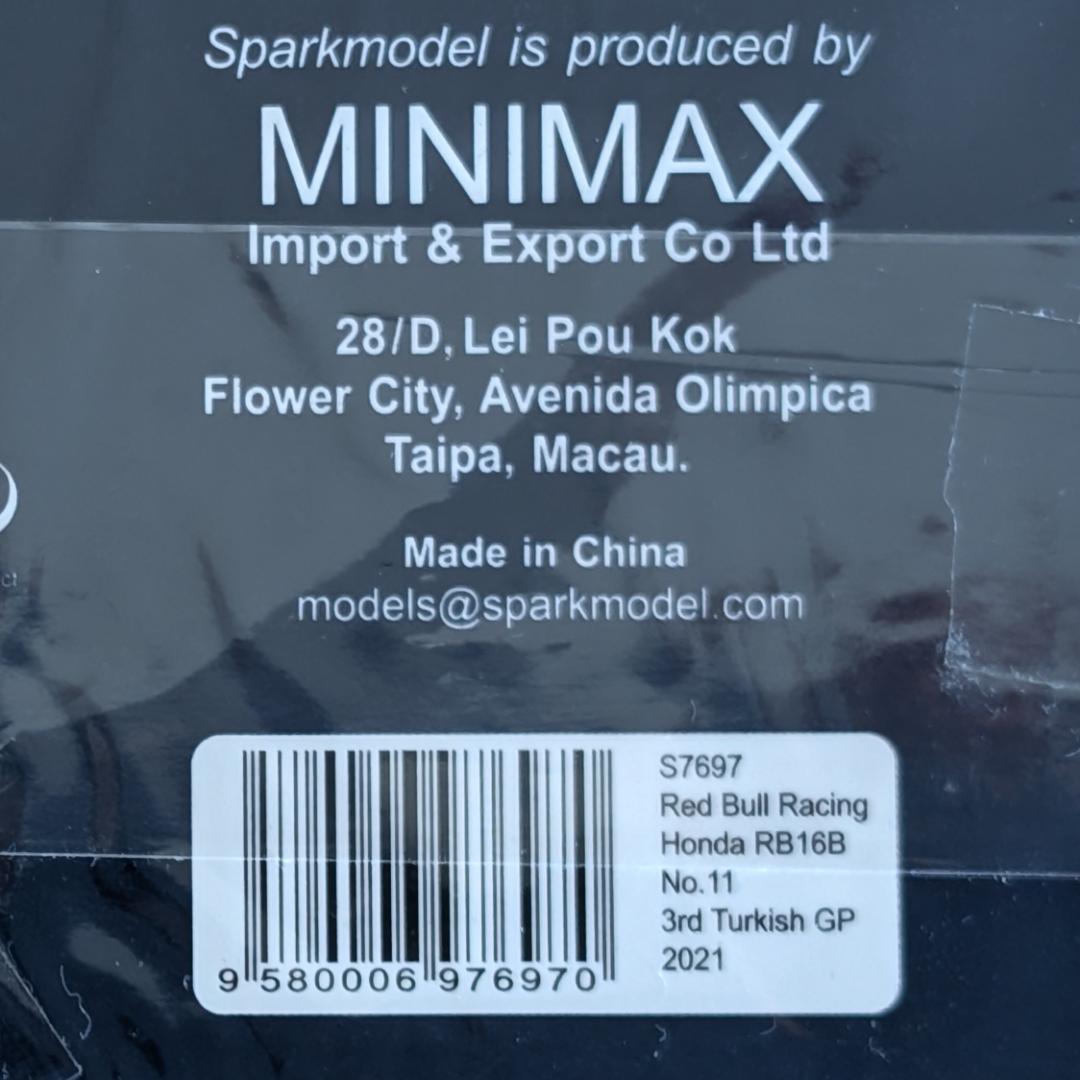 Sparkmodel is produced by
MINIMAX
Import & Export Co Ltd
28/D, Lei Pou Kok
Flower City, Avenida Olimpica
Taipa, Macau.
Made in China
models@sparkmodel.com
ct
S7697
Red Bull Racing
Honda RB16B
No.11
3rd Turkish GP
2021
9 580006 976970